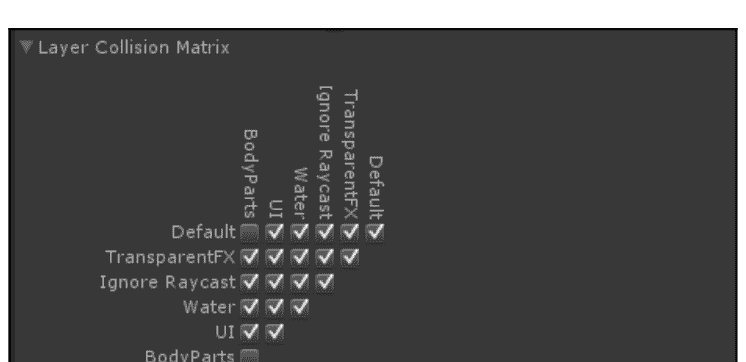 Layer Collision Matrix
BodyParts
UI
Water
Ignore Raycast
TransparentFX
Default
Default
TransparentFX
Ignore Raycast
Water
UI
BodyParts